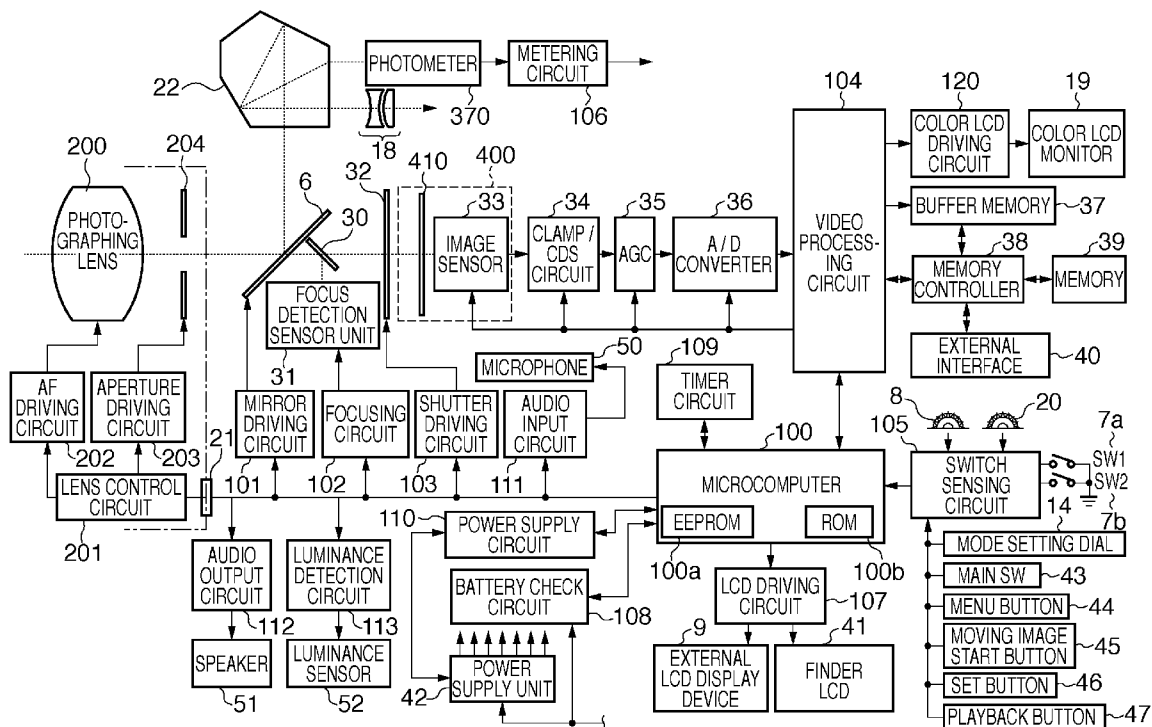 22
PHOTOMETER
370
METERING
CIRCUIT
106
18
104
120
19
COLOR LCD
DRIVING
CIRCUIT
COLOR LCD
MONITOR
200
204
PHOTO-
GRAPHING
LENS
6
30
32
410
400
33
IMAGE
SENSOR
34
CLAMP /
CDS
CIRCUIT
35
AGC
36
A / D
CONVERTER
VIDEO
PROCESS-
ING
CIRCUIT
BUFFER MEMORY
37
38
MEMORY
CONTROLLER
39
MEMORY
EXTERNAL
INTERFACE
40
FOCUS
DETECTION
SENSOR UNIT
31
50
MICROPHONE
109
TIMER
CIRCUIT
AF
DRIVING
CIRCUIT
202
APERTURE
DRIVING
CIRCUIT
203
21
MIRROR
DRIVING
CIRCUIT
101
FOCUSING
CIRCUIT
102
SHUTTER
DRIVING
CIRCUIT
103
AUDIO
INPUT
CIRCUIT
111
100
MICROCOMPUTER
EEPROM
ROM
100a
100b
8
20
105
7a
SWITCH
SENSING
CIRCUIT
SW1
SW2
7b
LENS CONTROL
CIRCUIT
201
110
POWER SUPPLY
CIRCUIT
14
MODE SETTING DIAL
MAIN SW
43
MENU BUTTON
44
MOVING IMAGE
START BUTTON
45
SET BUTTON
46
PLAYBACK BUTTON
47
AUDIO
OUTPUT
CIRCUIT
112
LUMINANCE
DETECTION
CIRCUIT
113
BATTERY CHECK
CIRCUIT
108
LCD DRIVING
CIRCUIT
107
SPEAKER
51
LUMINANCE
SENSOR
52
42
POWER
SUPPLY UNIT
9
EXTERNAL
LCD DISPLAY
DEVICE
41
FINDER
LCD